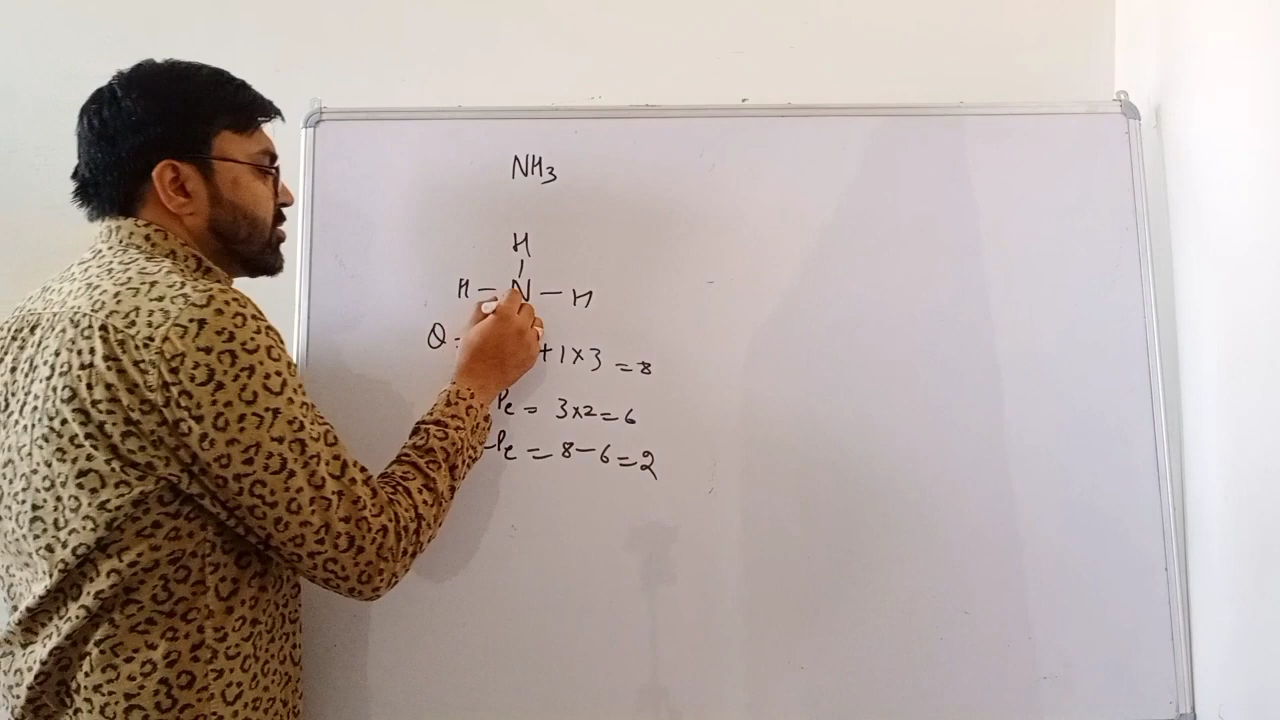 NH3
H
|
H - N - H
Q = + 1 × 3 = 8
Pe = 3×2 = 6
-Pe = 8 - 6 = 2